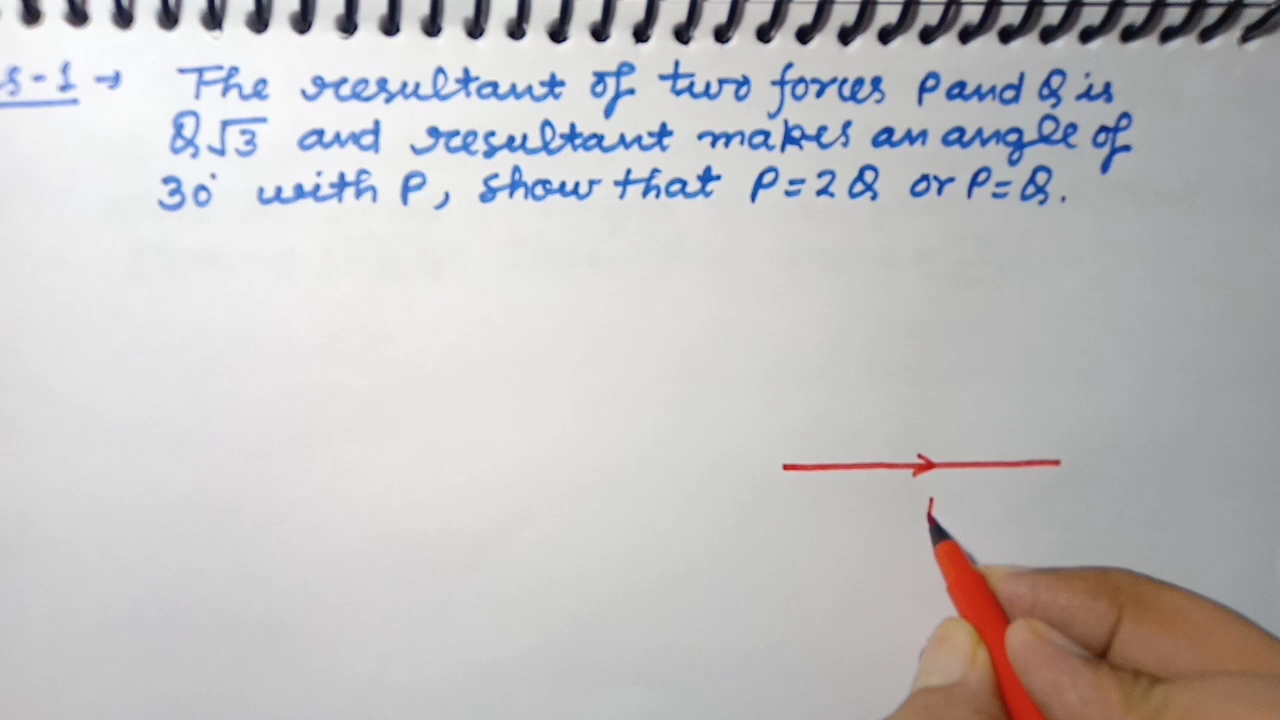 s-1 → The resultant of two forces P and Q is
Q√3 and resultant makes an angle of
30° with P, show that P=2Q or P=Q.